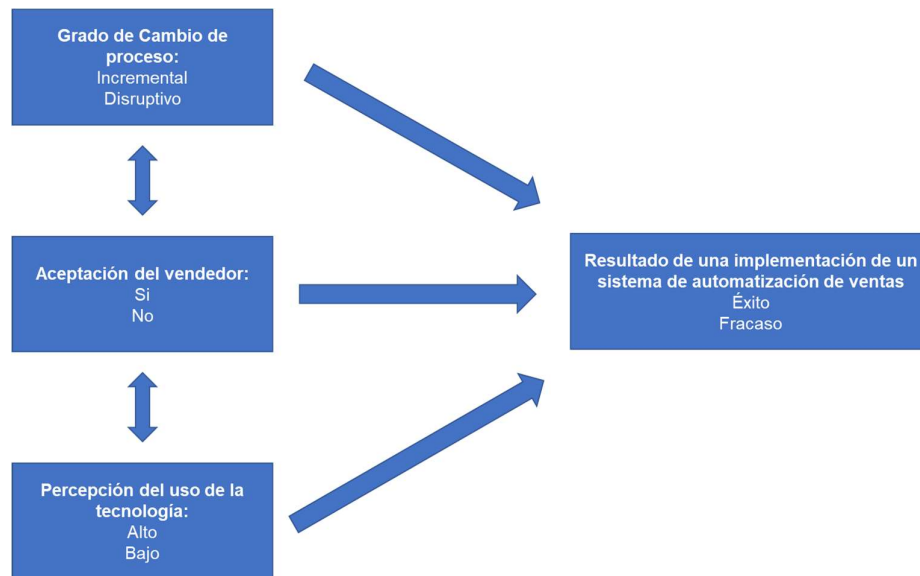 Grado de Cambio de
proceso:
Incremental
Disruptivo
Aceptación del vendedor:
Si
No
Percepción del uso de la
tecnología:
Alto
Bajo
Resultado de una implementación de un
sistema de automatización de ventas
Éxito
Fracaso